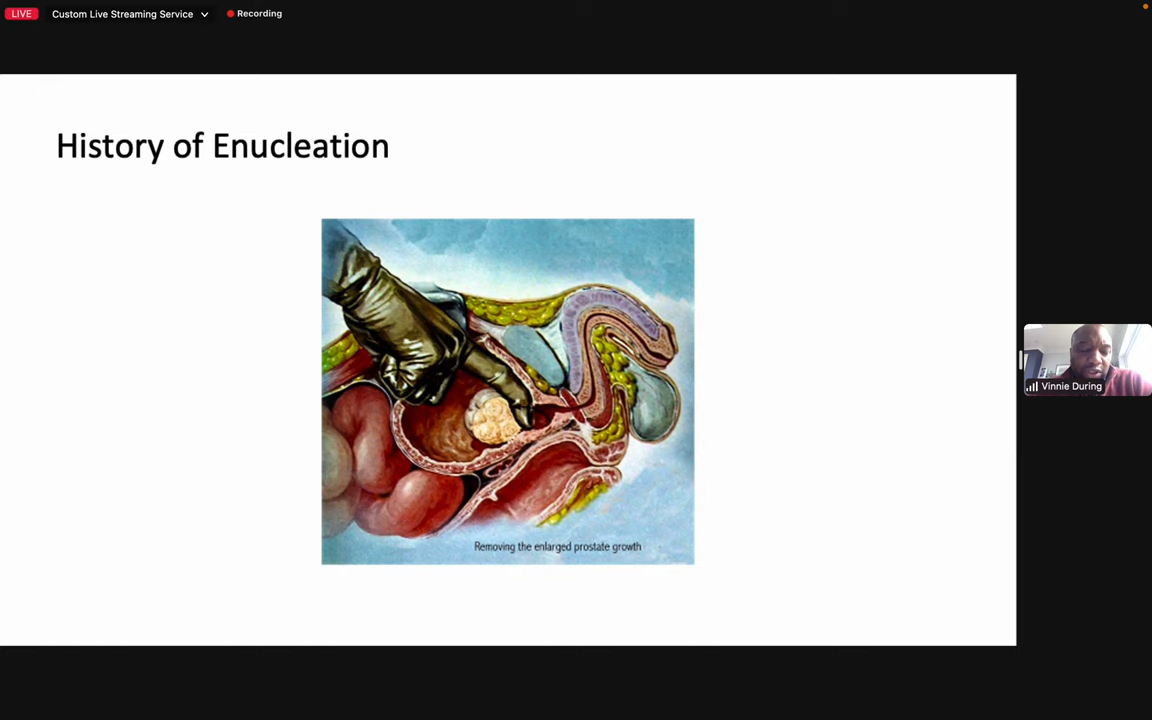 LIVE
Custom Live Streaming Service
Recording
History of Enucleation
Removing the enlarged prostate growth
Vinnie During